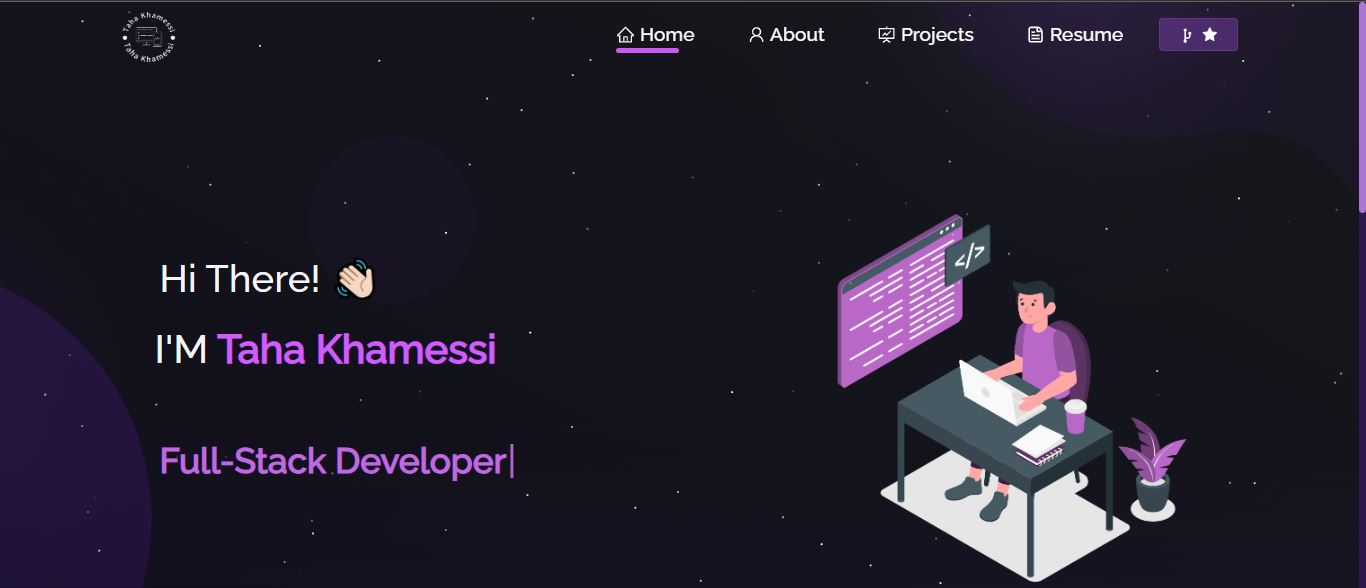 Taha Khamessi
Taha Khamessi
Home
About
Projects
Resume
Hi There! 👋🏻
I'M Taha Khamessi
</>
Full-Stack Developer|